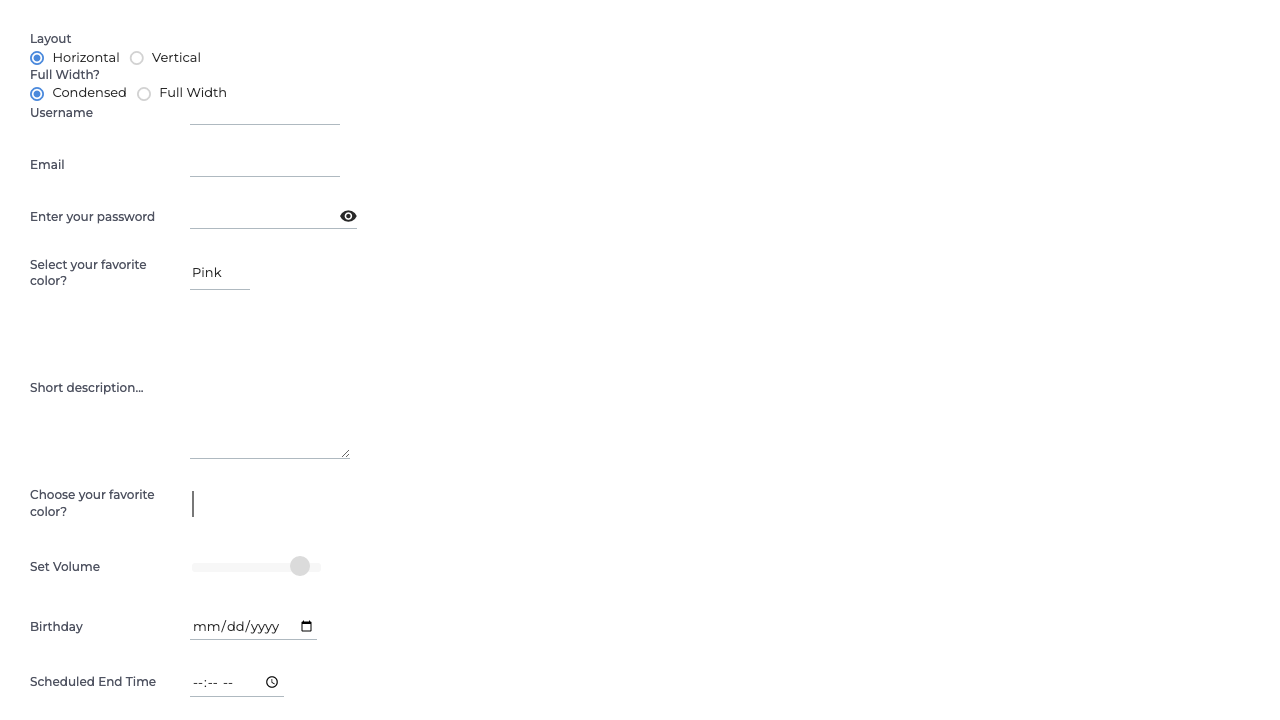 Layout
Horizontal Vertical
Full Width?
Condensed Full Width
Username
Email
Enter your password
Select your favorite
color?
Pink
Short description...
Choose your favorite
color?
Set Volume
Birthday mm/dd/yyyy
Scheduled End Time --:-- --